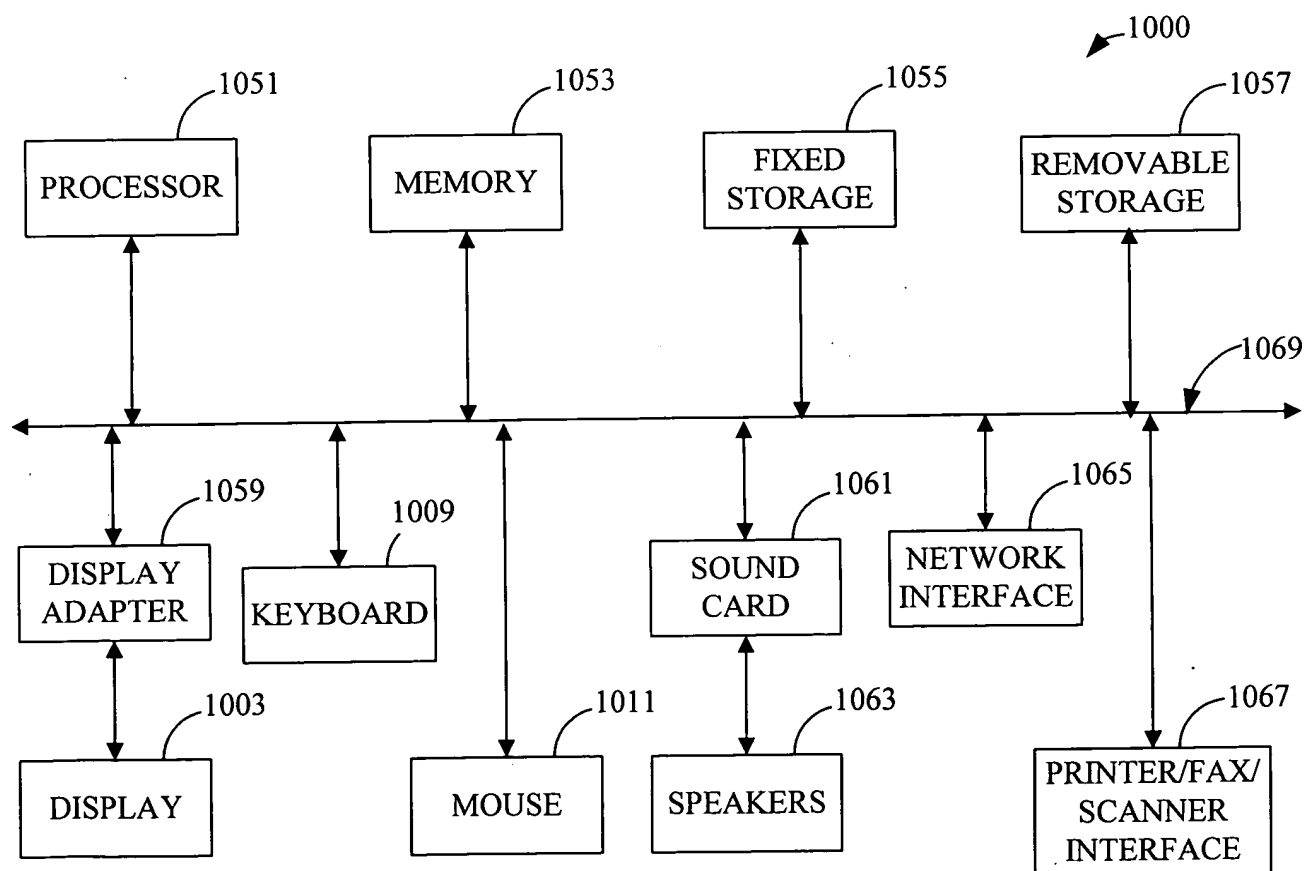 1000
1051
1053
1055
1057
PROCESSOR
MEMORY
FIXED
STORAGE
REMOVABLE
STORAGE
1069
1059
1009
1061
1065
DISPLAY
ADAPTER
KEYBOARD
SOUND
CARD
NETWORK
INTERFACE
1003
1011
1063
1067
DISPLAY
MOUSE
SPEAKERS
PRINTER/FAX/
SCANNER
INTERFACE